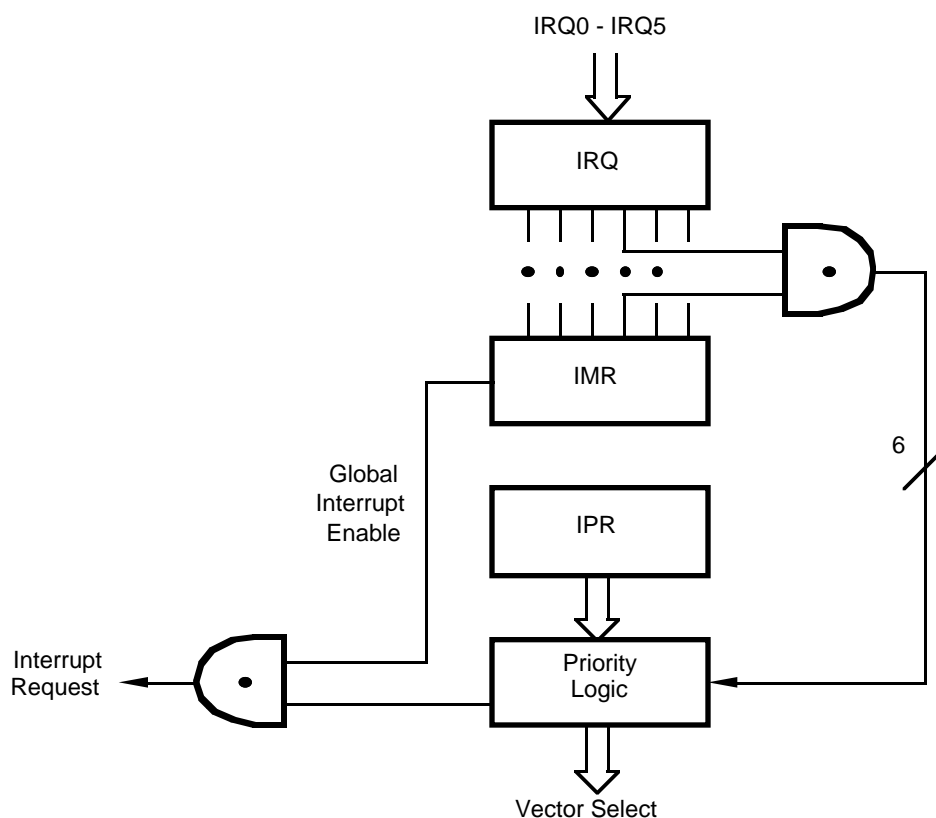 IRQ0 - IRQ5
IRQ
IMR
6
Global
Interrupt
Enable
IPR
Interrupt
Request
Priority
Logic
Vector Select